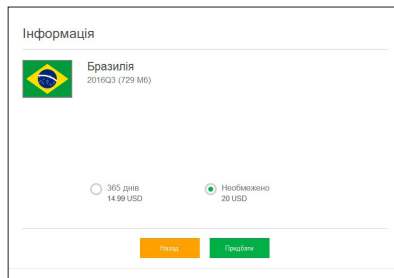 Інформація
Бразилія
2016Q3 (729 Мб)
365 днів
14.99 USD
Необмежено
20 USD
Назад
Придбати